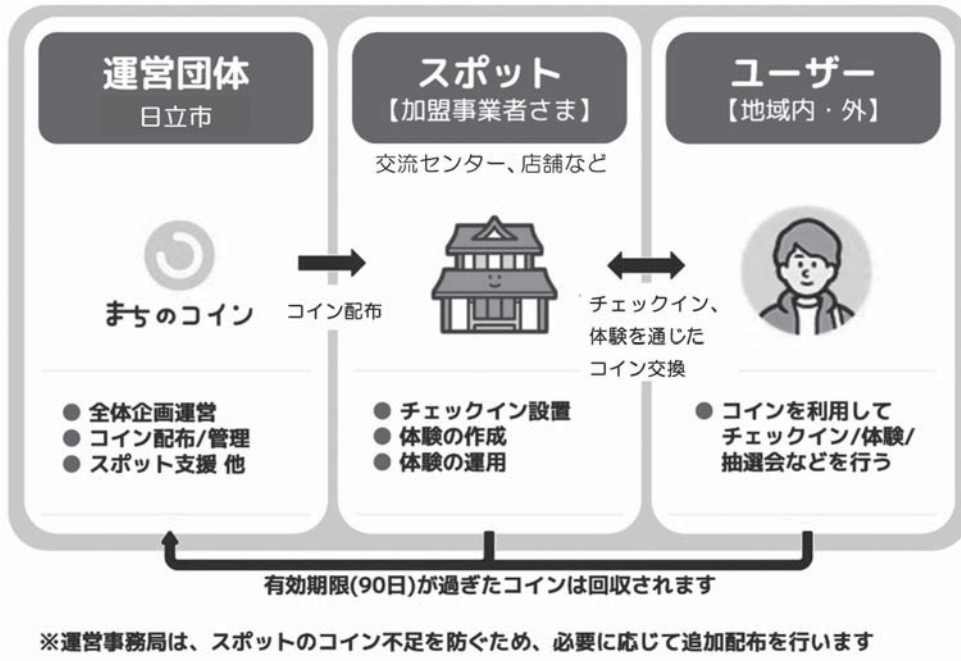 運営団体
日立市
まちのコイン
● 全体企画運営
● コイン配布/管理
● スポット支援 他
コイン配布
スポット
【加盟事業者さま】
交流センター、店舗など
● チェックイン設置
● 体験の作成
● 体験の運用
チェックイン、
体験を通じた
コイン交換
ユーザー
【地域内・外】
● コインを利用して
チェックイン/体験/
抽選会などを行う
有効期限(90日)が過ぎたコインは回収されます
※運営事務局は、スポットのコイン不足を防ぐため、必要に応じて追加配布を行います